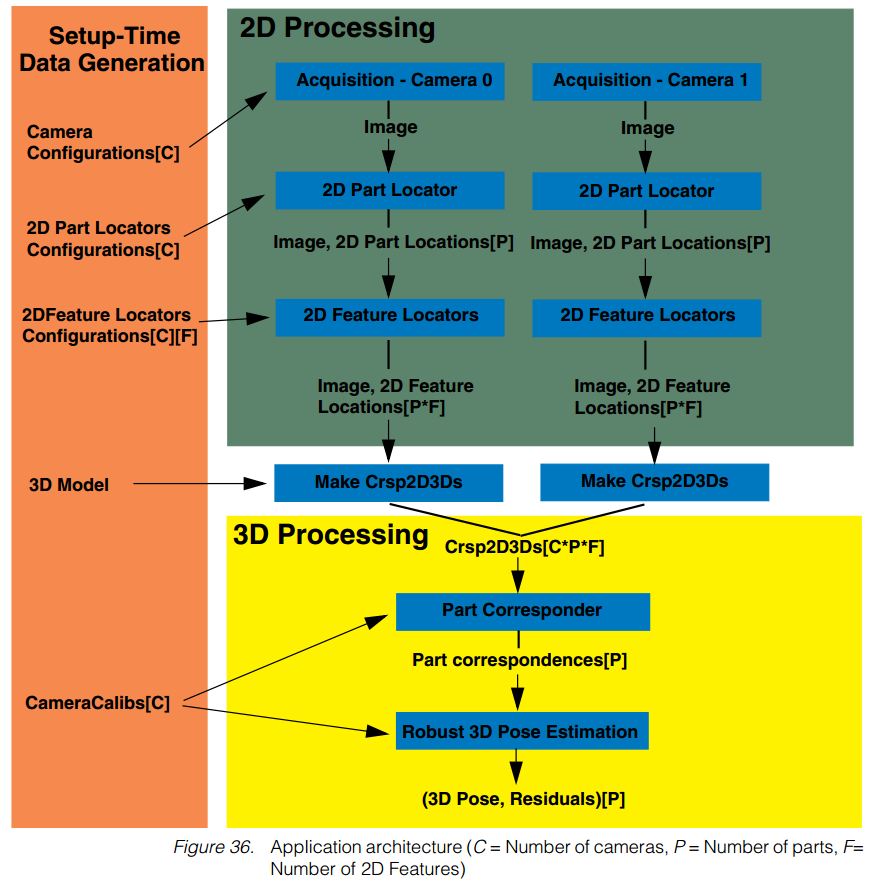 Setup-Time
Data Generation
2D Processing
Acquisition - Camera 0
Acquisition - Camera 1
Camera
Configurations[C]
Image
Image
2D Part Locator
2D Part Locator
2D Part Locators
Configurations[C]
Image, 2D Part Locations[P]
Image, 2D Part Locations[P]
2DFeature Locators
Configurations[C][F]
2D Feature Locators
2D Feature Locators
Image, 2D Feature
Locations[P*F]
Image, 2D Feature
Locations[P*F]
3D Model
Make Crsp2D3Ds
Make Crsp2D3Ds
3D Processing
Crsp2D3Ds[C*P*F]
Part Corresponder
Part correspondences[P]
CameraCalibs[C]
Robust 3D Pose Estimation
(3D Pose, Residuals)[P]
Figure 36. Application architecture (C = Number of cameras, P = Number of parts, F=
Number of 2D Features)